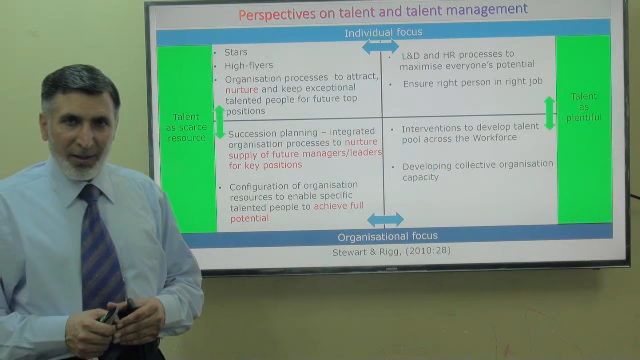 Perspectives on talent and talent management
Individual focus
Talent
as scarce
resource
• Stars
• High-flyers
• Organisation processes to attract,
nurture and keep exceptional
talented people for future top
positions
• L&D and HR processes to
maximise everyone's potential
• Ensure right person in right job
Talent
as
plentiful
• Succession planning – integrated
organisation processes to nurture
supply of future managers/leaders
for key positions
• Configuration of organisation
resources to enable specific
talented people to achieve full
potential
• Interventions to develop talent
pool across the Workforce
• Developing collective organisation
capacity
Organisational focus
Stewart & Rigg, (2010:28)